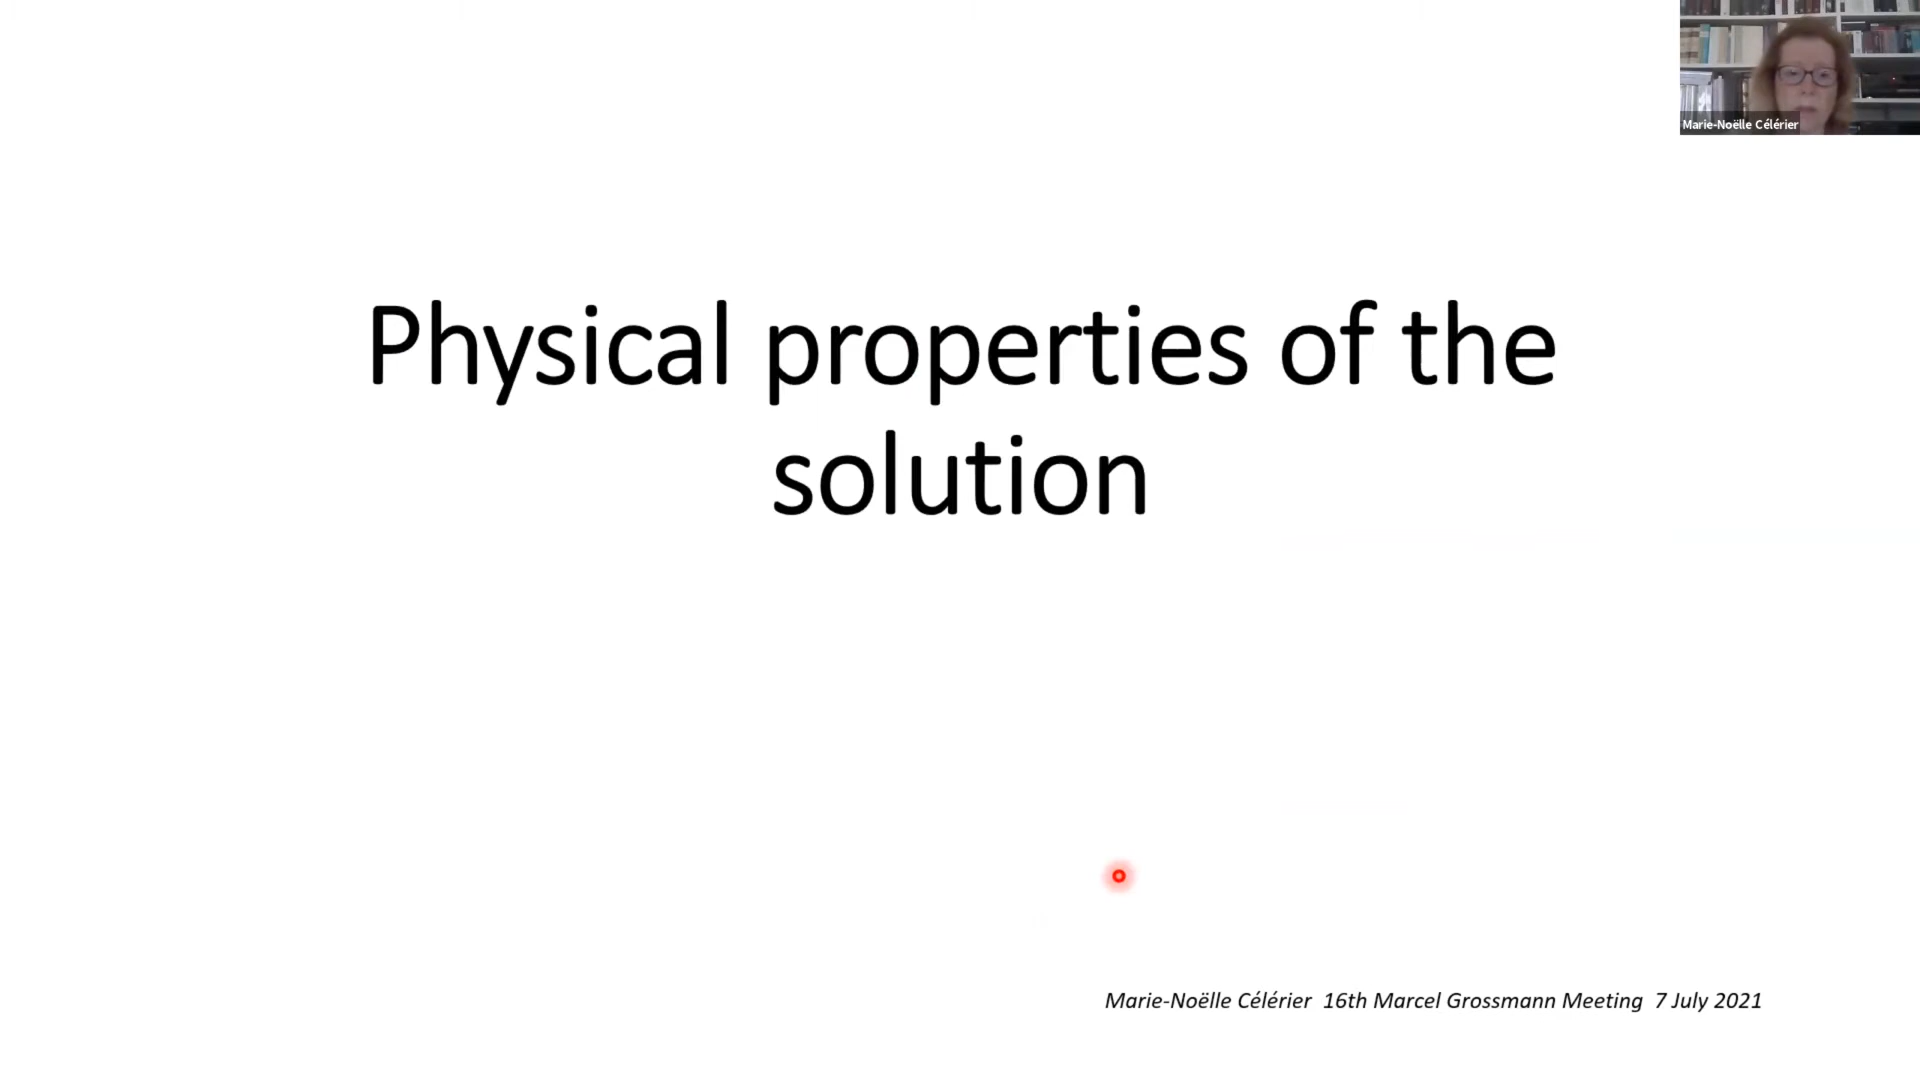 Marie-Noëlle Célérier
Physical properties of the
solution
Marie-Noëlle Célérier 16th Marcel Grossmann Meeting 7 July 2021